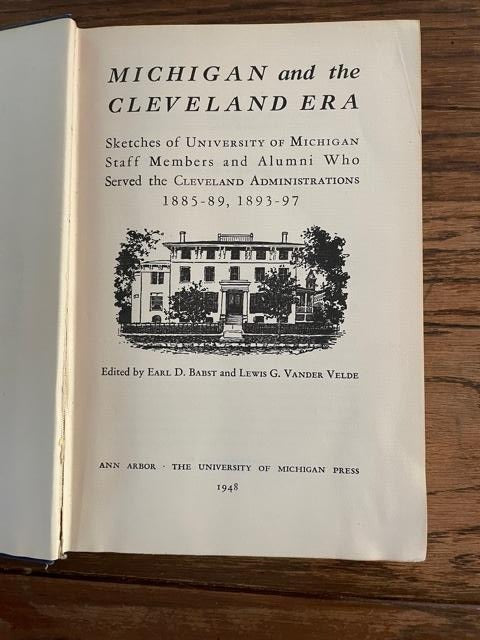 MICHIGAN and the
CLEVELAND ERA
Sketches of UNIVERSITY OF MICHIGAN
Staff Members and Alumni Who
Served the CLEVELAND ADMINISTRATIONS
1885-89, 1893-97
Edited by EARL D. BABST and LEWIS G. VANDER VELDE
ANN ARBOR · THE UNIVERSITY OF MICHIGAN PRESS
1948